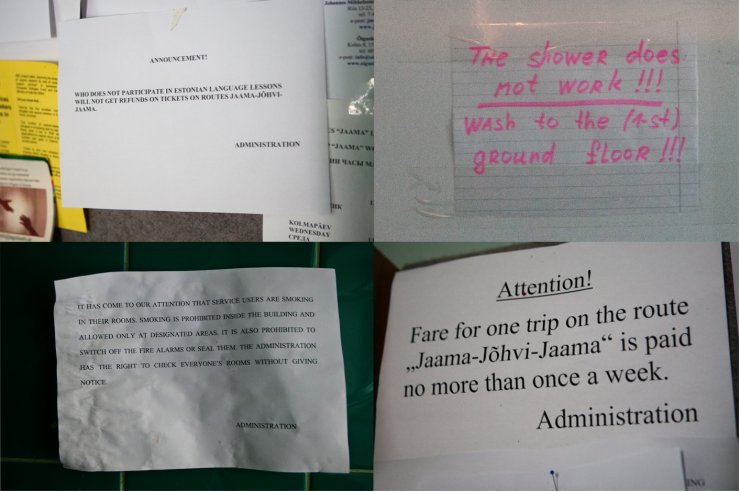 ANNOUNCEMENT!
WHO DOES NOT PARTICIPATE IN ESTONIAN LANGUAGE LESSONS
WILL NOT GET REFUNDS ON TICKETS ON ROUTES JAAMA-JÕHVI-
JAAMA.
ADMINISTRATION
"JAAMA"
"JAAMA"
ИИ ЧАСЫ
KOLMAPÄEV
WEDNESDAY
СРЕДА
THE shower does
not work !!!
WASH to the (1-st)
ground flooR !!!
IT HAS COME TO OUR ATTENTION THAT SERVICE USERS ARE SMOKING
IN THEIR ROOMS. SMOKING IS PROHIBITED INSIDE THE BUILDING AND
ALLOWED ONLY AT DESIGNATED AREAS. IT IS ALSO PROHIBITED TO
SWITCH OFF THE FIRE ALARMS OR SEAL THEM. THE ADMINISTRATION
HAS THE RIGHT TO CHECK EVERYONE'S ROOMS WITHOUT GIVING
NOTICE.
ADMINISTRATION
Attention!
Fare for one trip on the route
„Jaama-Jõhvi-Jaama“ is paid
no more than once a week.
Administration
ING